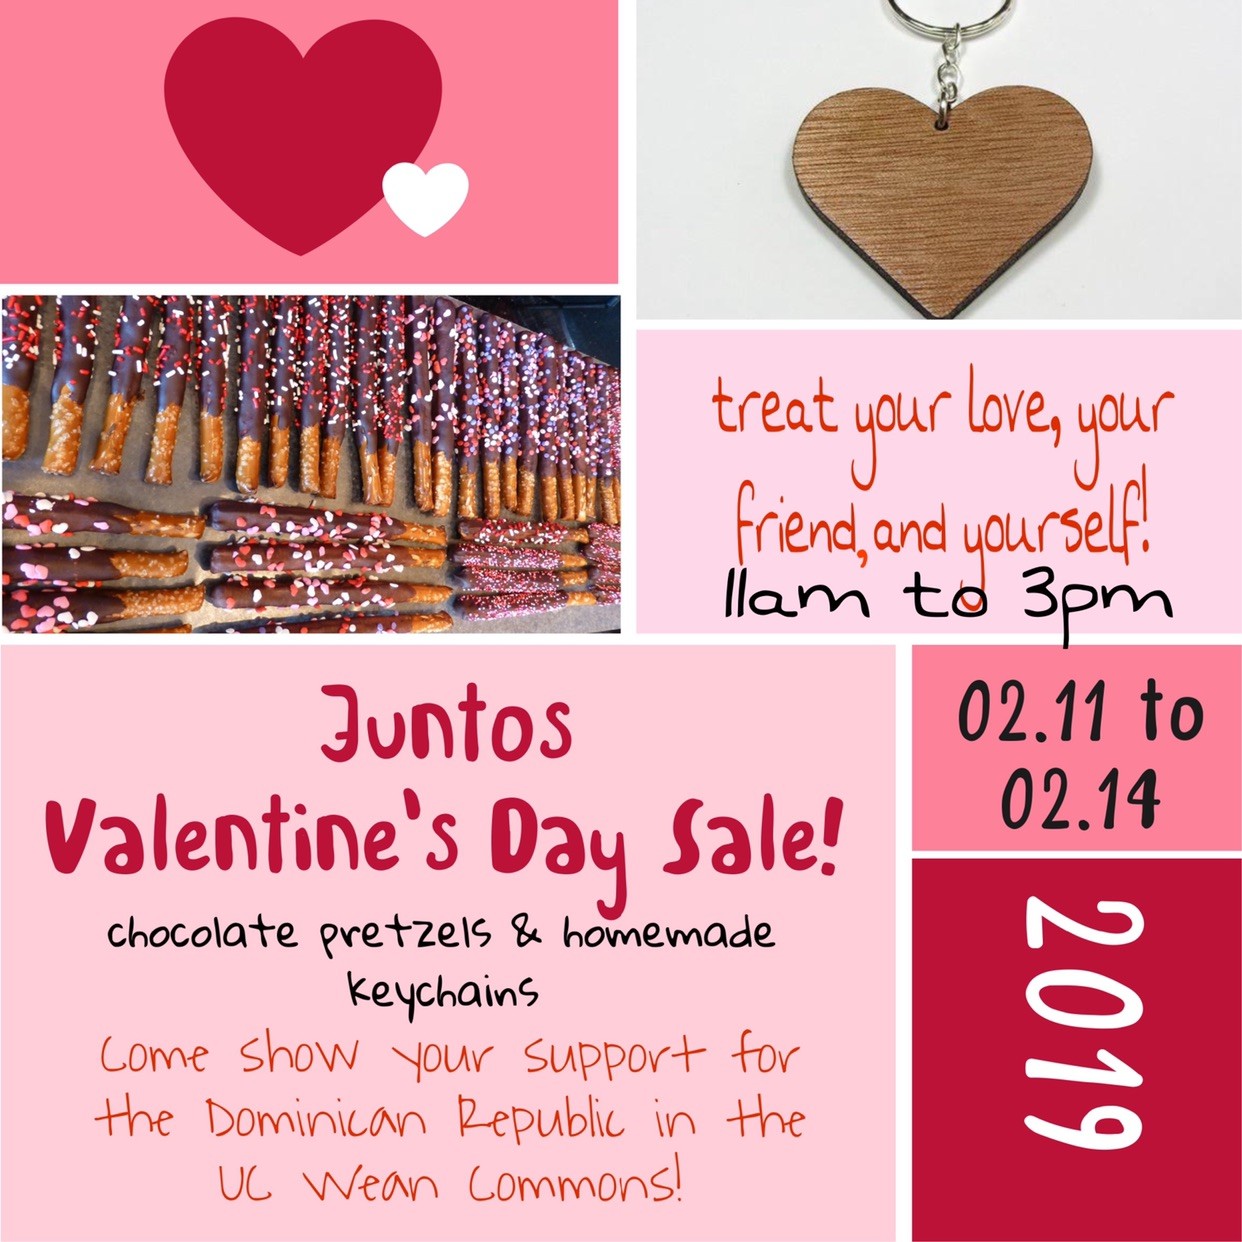 treat your love, your
friend, and yourself!
11am to 3pm
Juntos
Valentine's Day Sale!
chocolate pretzels & homemade
keychains
Come show your support for
the Dominican Republic in the
UC Wean Commons!
02.11 to
02.14
2019